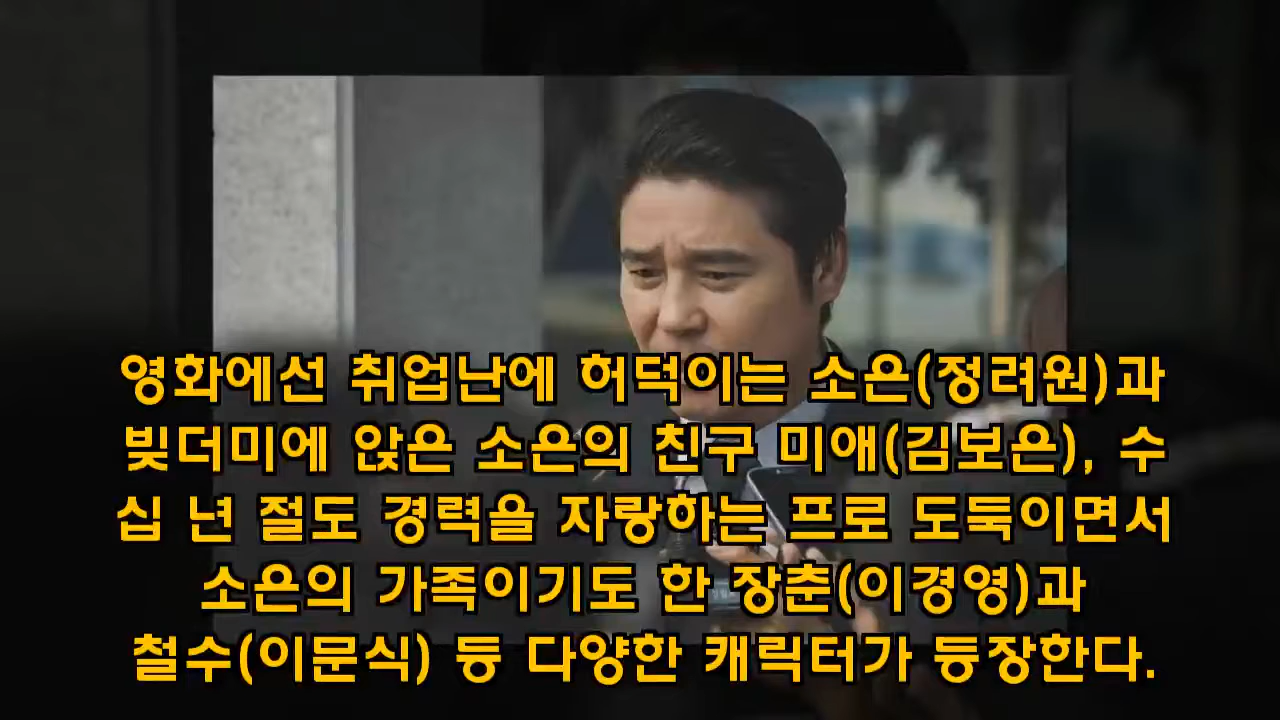 영화에선 취업난에 허덕이는 소은(정려원)과
빚더미에 앉은 소은의 친구 미애(김보은), 수
십 년 절도 경력을 자랑하는 프로 도둑이면서
소은의 가족이기도 한 장춘(이경영)과
철수(이문식) 등 다양한 캐릭터가 등장한다.